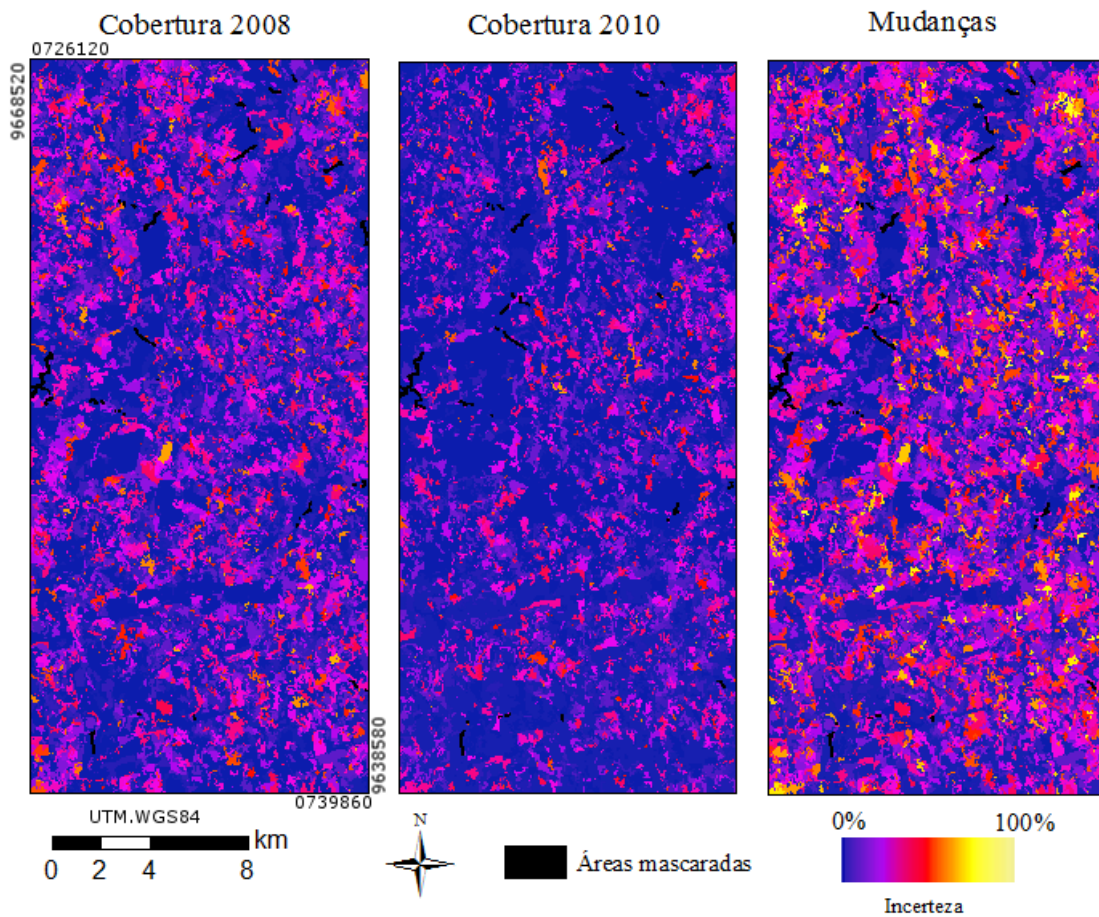 Cobertura 2008
Cobertura 2010
Mudanças
0726120
9668520
9638580
0739860
UTM.WGS84
km
0 2 4 8
N
Áreas mascaradas
0% 100%
Incerteza